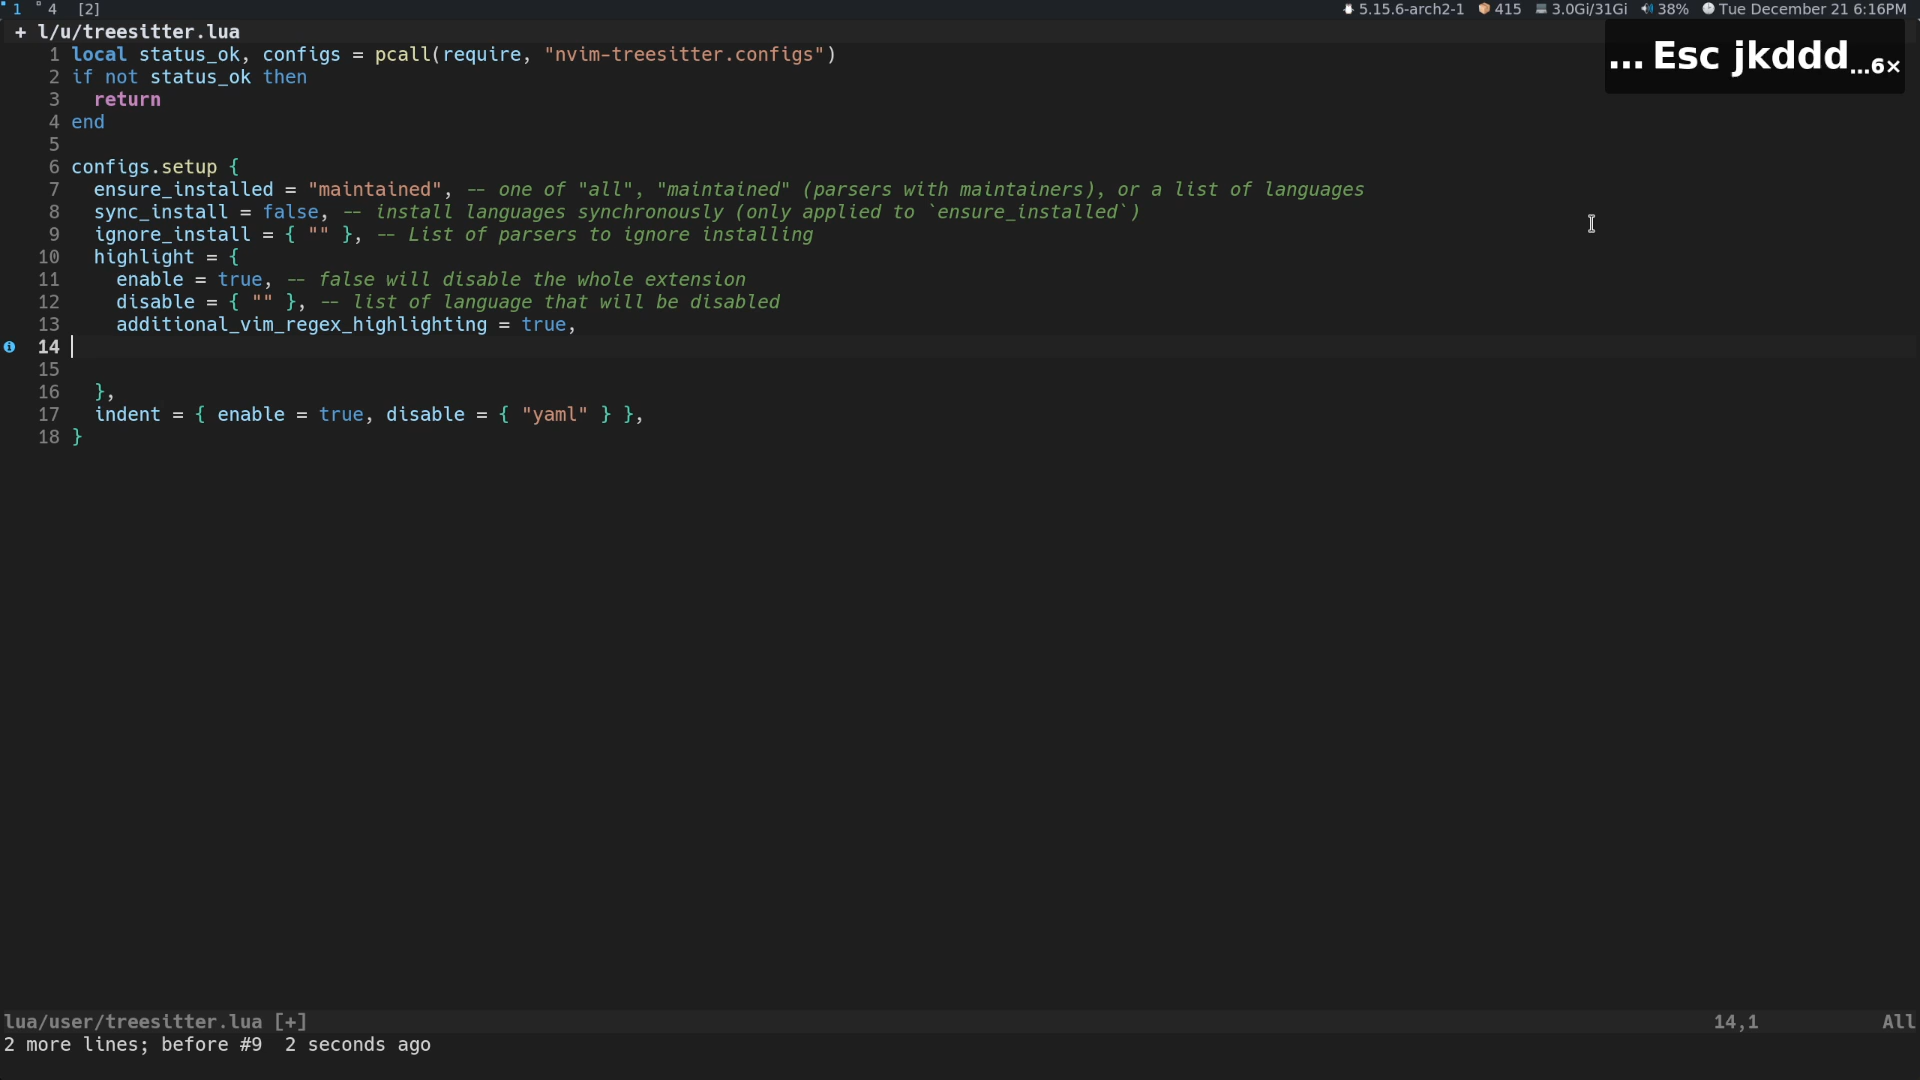 1 4 [2] 5.15.6-arch2-1 415 3.0Gi/31Gi 38% Tue December 21 6:16PM
+ l/u/treesitter.lua
... Esc jkddd...6×
1 local status_ok, configs = pcall(require, "nvim-treesitter.configs")
2 if not status_ok then
3   return
4 end
5
6 configs.setup {
7   ensure_installed = "maintained", -- one of "all", "maintained" (parsers with maintainers), or a list of languages
8   sync_install = false, -- install languages synchronously (only applied to `ensure_installed`)
9   ignore_install = { "" }, -- List of parsers to ignore installing
10   highlight = {
11     enable = true, -- false will disable the whole extension
12     disable = { "" }, -- list of language that will be disabled
13     additional_vim_regex_highlighting = true,
14
15
16   },
17   indent = { enable = true, disable = { "yaml" } },
18 }
lua/user/treesitter.lua [+] 14,1 All
2 more lines; before #9  2 seconds ago